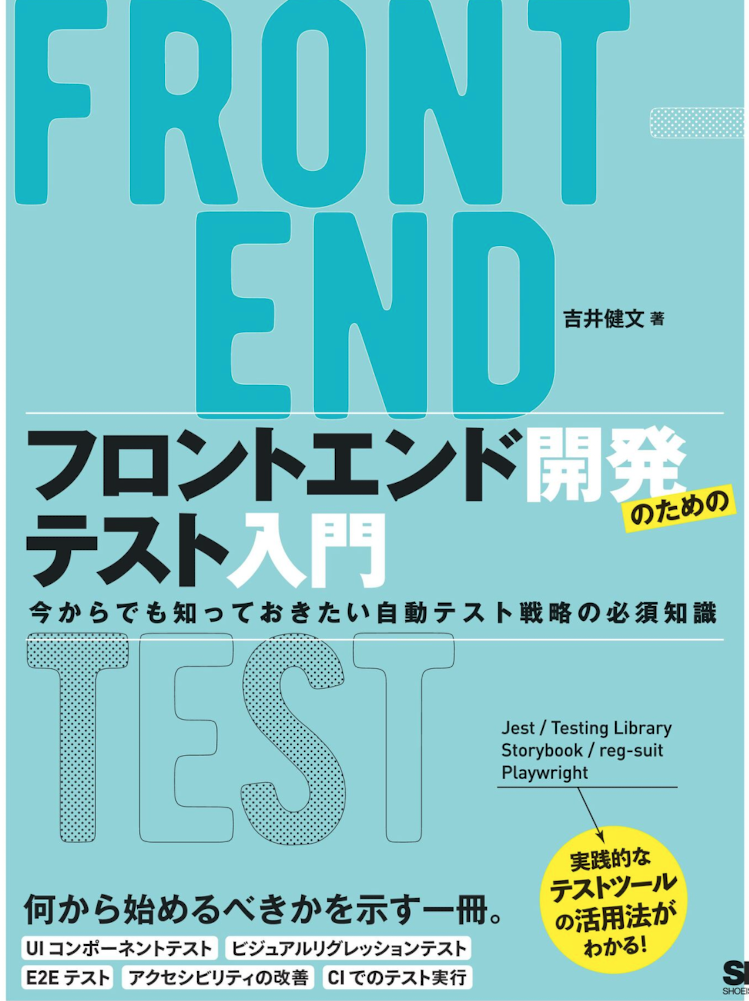 FRONT-
END
吉井健文 著
フロントエンド開発
のための
テスト入門
今からでも知っておきたい自動テスト戦略の必須知識
TEST
Jest / Testing Library
Storybook / reg-suit
Playwright
実践的な
テストツール
の活用法が
わかる!
何から始めるべきかを示す一冊。
UIコンポーネントテスト ビジュアルリグレッションテスト
E2Eテスト アクセシビリティの改善 CIでのテスト実行